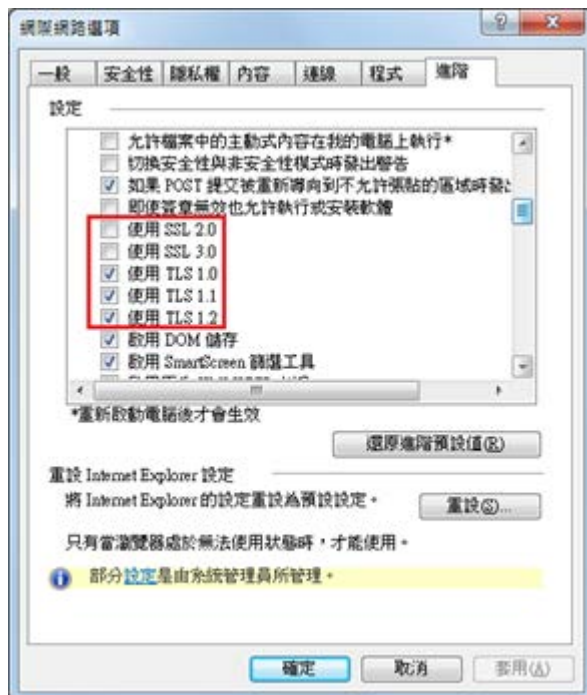 網際網路選項
一般 安全性 隱私權 內容 連線 程式 進階
設定
允許檔案中的主動式內容在我的電腦上執行*
切換安全性與非安全性模式時發出警告
如果 POST 提交被重新導向到不允許張貼的區域時發
即使簽章無效也允許執行或安裝軟體
使用 SSL 2.0
使用 SSL 3.0
使用 TLS 1.0
使用 TLS 1.1
使用 TLS 1.2
啟用 DOM 儲存
啟用 SmartScreen 篩選工具
*重新啟動電腦後才會生效
還原進階預設值(R)
重設 Internet Explorer 設定
將 Internet Explorer 的設定重設為預設設定。
重設(S)...
只有當瀏覽器處於無法使用狀態時，才能使用。
部分設定是由系統管理員所管理。
確定 取消 套用(A)